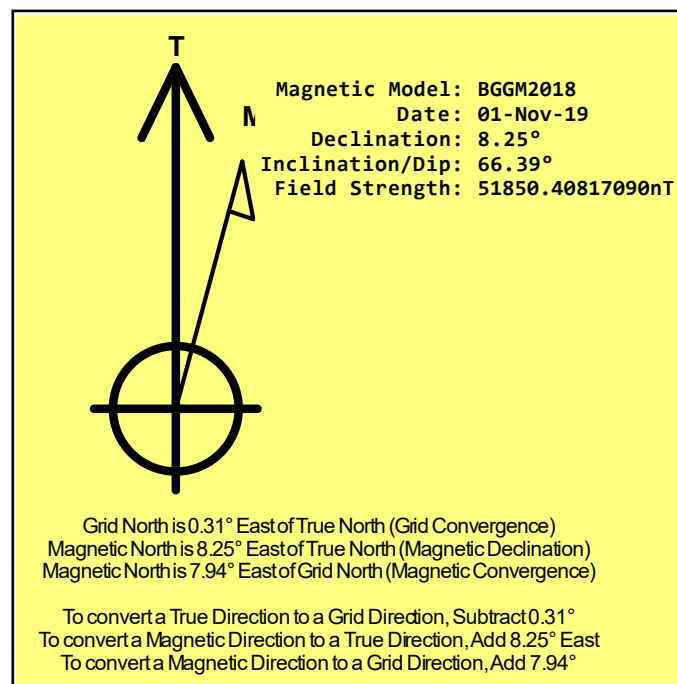 T
M
Magnetic Model: BGGM2018
Date: 01-Nov-19
Declination: 8.25°
Inclination/Dip: 66.39°
Field Strength: 51850.40817090nT
Grid North is 0.31° East of True North (Grid Convergence)
Magnetic North is 8.25° East of True North (Magnetic Declination)
Magnetic North is 7.94° East of Grid North (Magnetic Convergence)
To convert a True Direction to a Grid Direction, Subtract 0.31°
To convert a Magnetic Direction to a True Direction, Add 8.25° East
To convert a Magnetic Direction to a Grid Direction, Add 7.94°